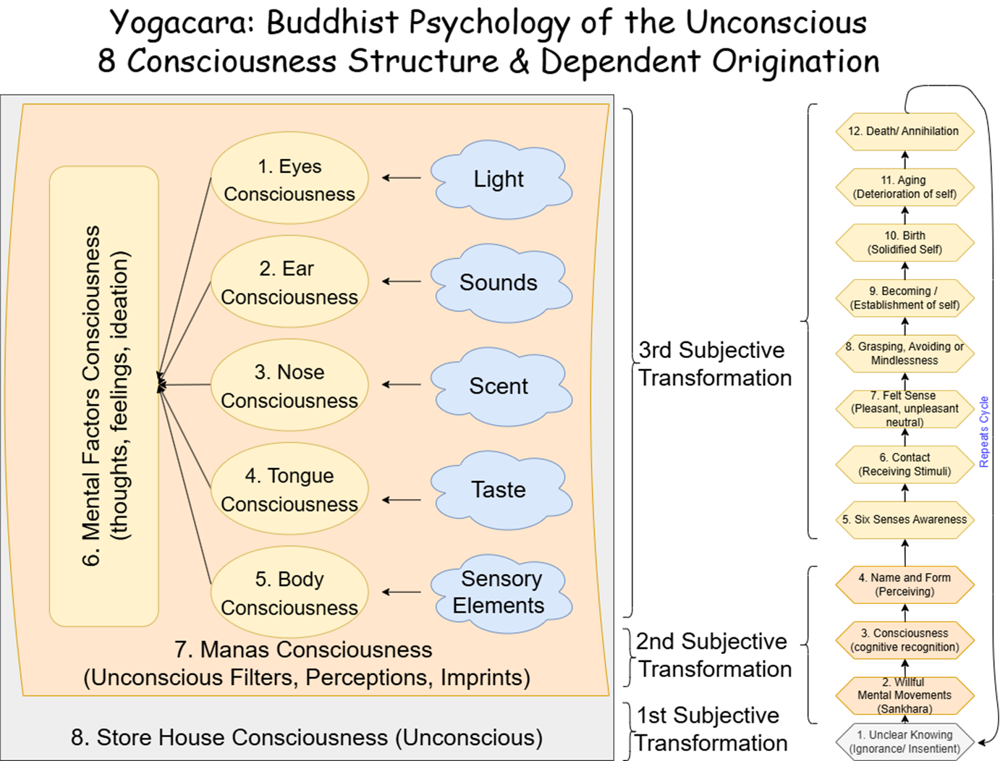 Yogacara: Buddhist Psychology of the Unconscious
8 Consciousness Structure & Dependent Origination
6. Mental Factors Consciousness
(thoughts, feelings, ideation)
1. Eyes
Consciousness
Light
2. Ear
Consciousness
Sounds
3. Nose
Consciousness
Scent
4. Tongue
Consciousness
Taste
5. Body
Consciousness
Sensory
Elements
7. Manas Consciousness
(Unconscious Filters, Perceptions, Imprints)
8. Store House Consciousness (Unconscious)
3rd Subjective
Transformation
2nd Subjective
Transformation
1st Subjective
Transformation
12. Death/ Annihilation
11. Aging
(Deterioration of self)
10. Birth
(Solidified Self)
9. Becoming /
(Establishment of self)
8. Grasping, Avoiding or
Mindlessness
7. Felt Sense
(Pleasant, unpleasant
neutral)
6. Contact
(Receiving Stimuli)
5. Six Senses Awareness
4. Name and Form
(Perceiving)
3. Consciousness
(cognitive recognition)
2. Willful
Mental Movements
(Sankhara)
1. Unclear Knowing
(Ignorance/ Insentient)
Repeats Cycle